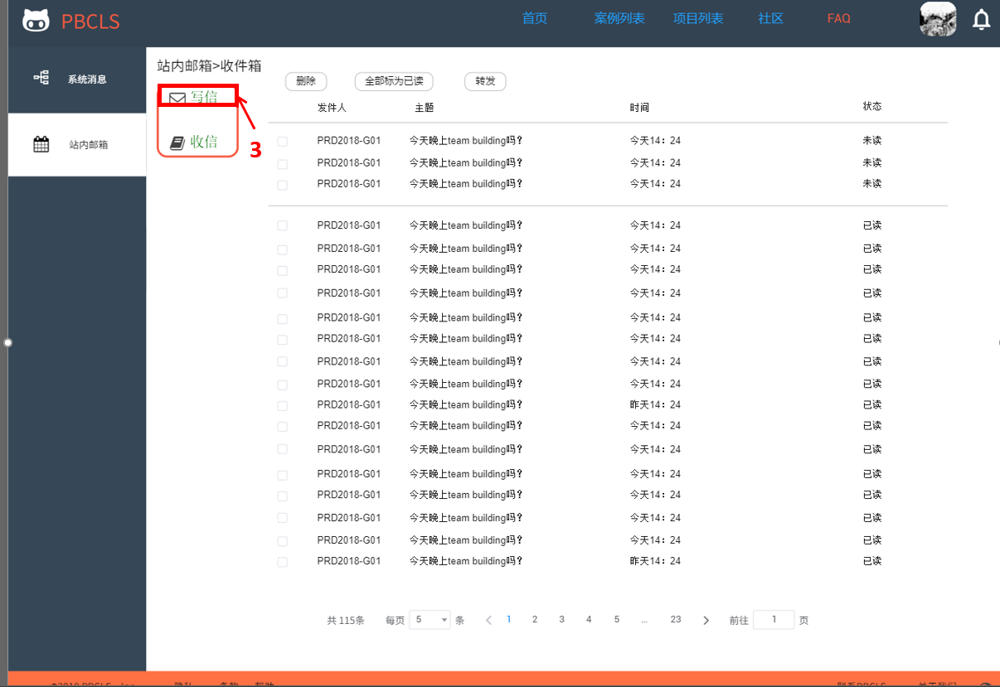 PBCLS 首页 案例列表 项目列表 社区 FAQ
系统消息
站内邮箱
站内邮箱>收件箱
写信
收信
3
删除 全部标为已读 转发
发件人 主题 时间 状态
PRD2018-G01 今天晚上team building吗? 今天14：24 未读
PRD2018-G01 今天晚上team building吗? 今天14：24 未读
PRD2018-G01 今天晚上team building吗? 今天14：24 未读
PRD2018-G01 今天晚上team building吗? 今天14：24 已读
PRD2018-G01 今天晚上team building吗? 今天14：24 已读
PRD2018-G01 今天晚上team building吗? 今天14：24 已读
PRD2018-G01 今天晚上team building吗? 今天14：24 已读
PRD2018-G01 今天晚上team building吗? 今天14：24 已读
PRD2018-G01 今天晚上team building吗? 今天14：24 已读
PRD2018-G01 今天晚上team building吗? 今天14：24 已读
PRD2018-G01 今天晚上team building吗? 今天14：24 已读
PRD2018-G01 今天晚上team building吗? 昨天14：24 已读
PRD2018-G01 今天晚上team building吗? 今天14：24 已读
PRD2018-G01 今天晚上team building吗? 今天14：24 已读
PRD2018-G01 今天晚上team building吗? 今天14：24 已读
PRD2018-G01 今天晚上team building吗? 今天14：24 已读
PRD2018-G01 今天晚上team building吗? 今天14：24 已读
PRD2018-G01 今天晚上team building吗? 今天14：24 已读
PRD2018-G01 今天晚上team building吗? 昨天14：24 已读
共 115条 每页 5 条 1 2 3 4 5 ... 23 前往 1 页
©2018 PBCLS, Inc. 隐私 条款 帮助 联系PBCLS 关于我们